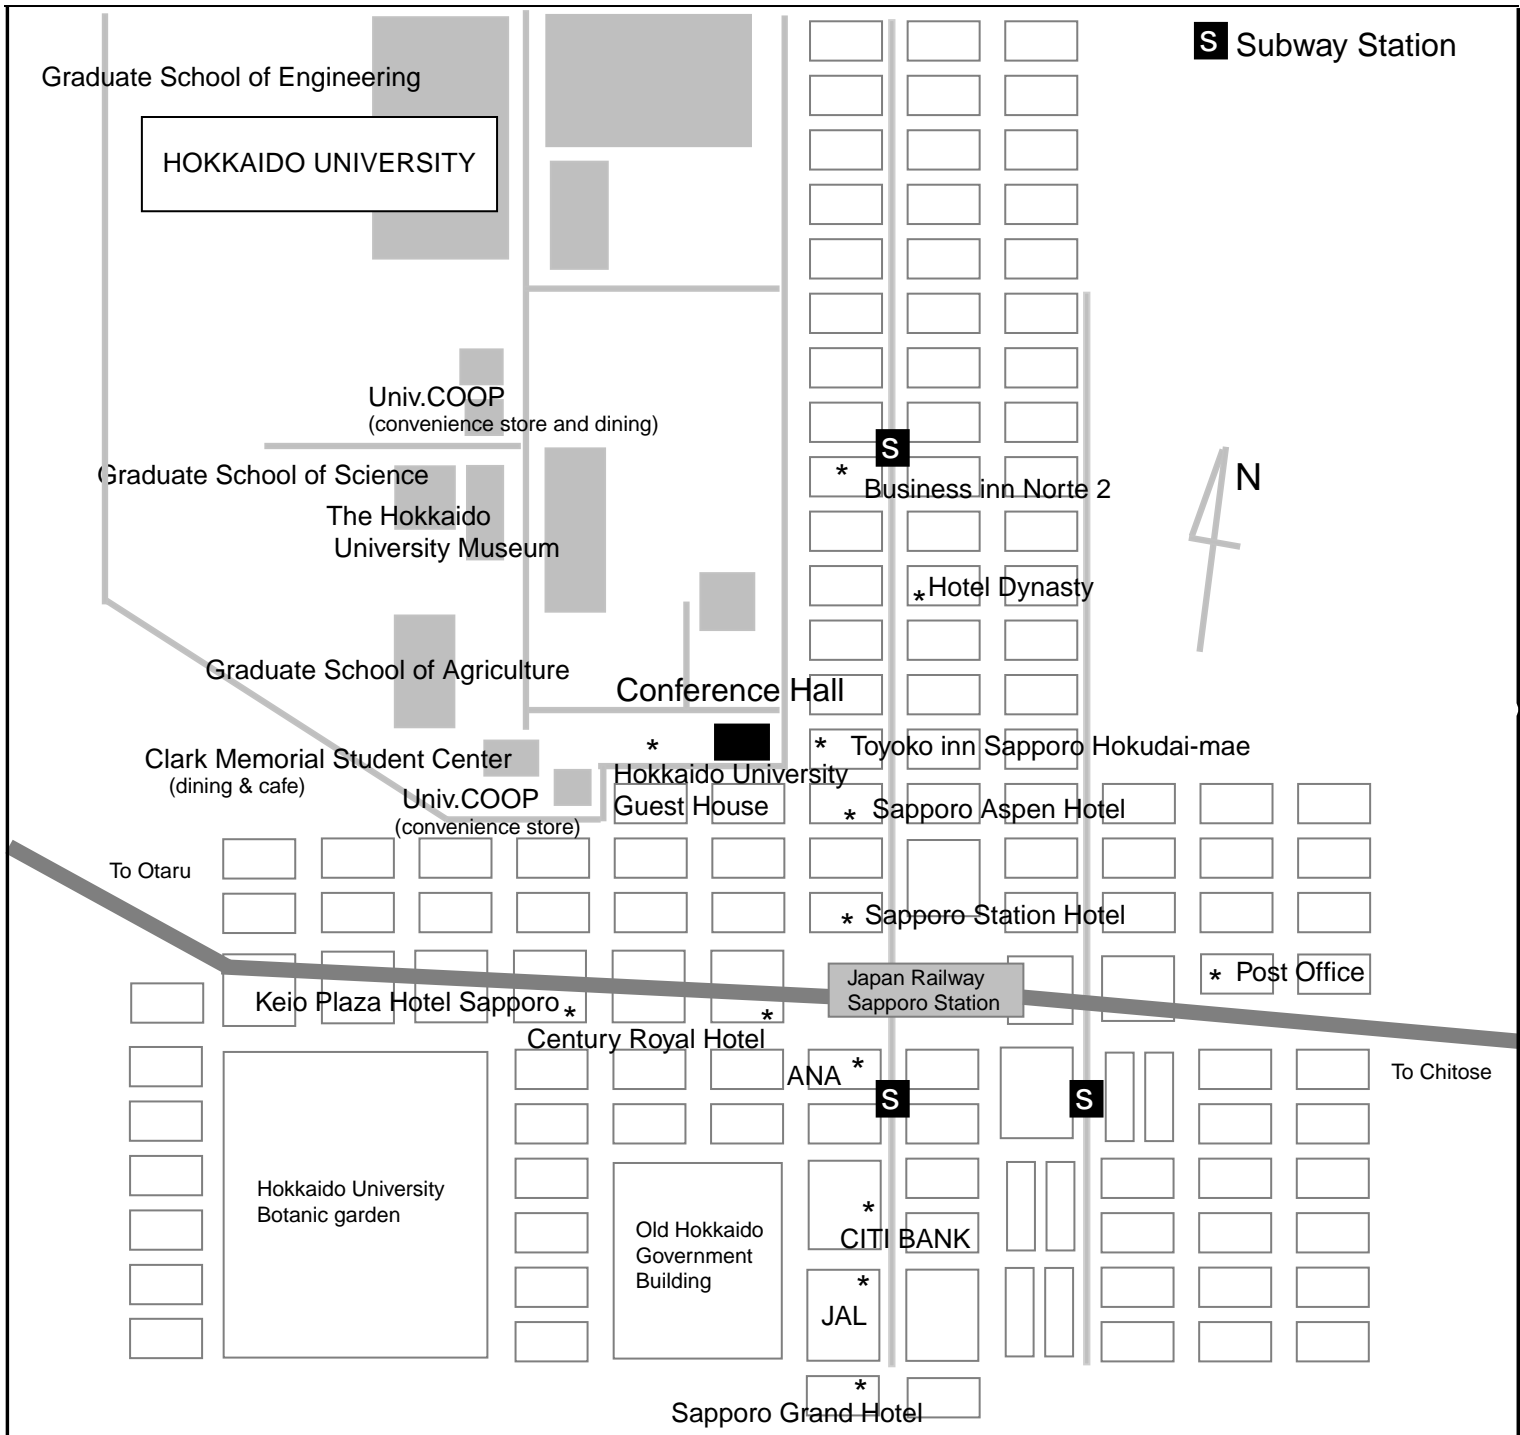 S Subway Station
Graduate School of Engineering
HOKKAIDO UNIVERSITY
Univ.COOP
(convenience store and dining)
S
Graduate School of Science
* Business inn Norte 2
N
The Hokkaido
University Museum
*Hotel Dynasty
Graduate School of Agriculture
Conference Hall
Clark Memorial Student Center
(dining & cafe)
*
Hokkaido University
Guest House
* Toyoko inn Sapporo Hokudai-mae
Univ.COOP
(convenience store)
* Sapporo Aspen Hotel
To Otaru
* Sapporo Station Hotel
Japan Railway
Sapporo Station
* Post Office
Keio Plaza Hotel Sapporo*
*
Century Royal Hotel
ANA *
S
S
To Chitose
Hokkaido University
Botanic garden
Old Hokkaido
Government
Building
*
CITI BANK
*
JAL
*
Sapporo Grand Hotel